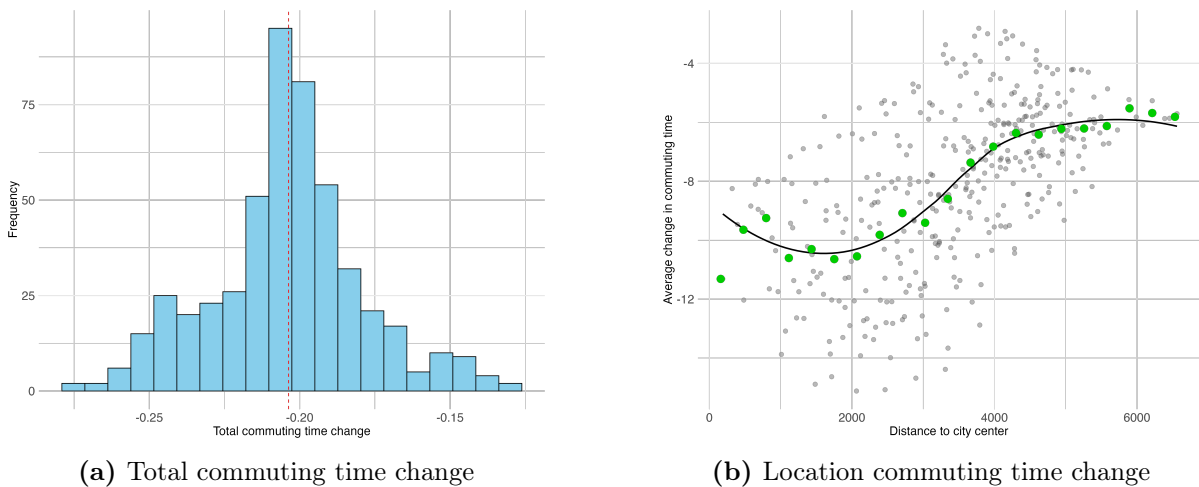 75
50
25
0
Frequency
-0.25 -0.20 -0.15
Total commuting time change
(a) Total commuting time change
-4
-8
-12
Average change in commuting time
0 2000 4000 6000
Distance to city center
(b) Location commuting time change